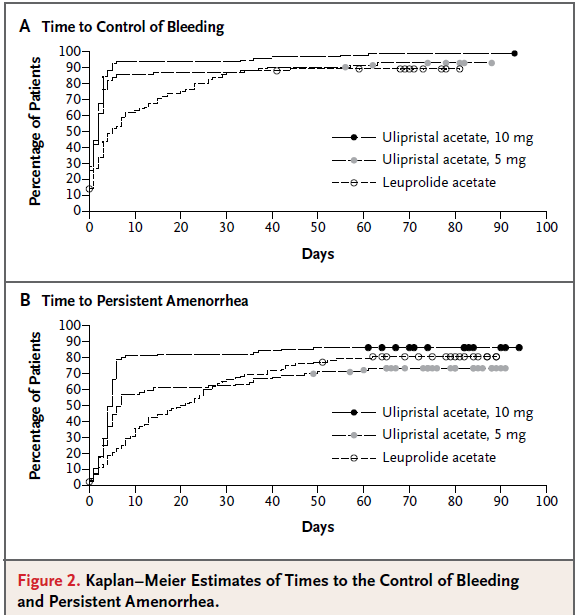 A Time to Control of Bleeding
Percentage of Patients
100
90
80
70
60
50
40
30
20
10
0
Ulipristal acetate, 10 mg
Ulipristal acetate, 5 mg
Leuprolide acetate
0 10 20 30 40 50 60 70 80 90 100
Days
B Time to Persistent Amenorrhea
Percentage of Patients
100
90
80
70
60
50
40
30
20
10
0
Ulipristal acetate, 10 mg
Ulipristal acetate, 5 mg
Leuprolide acetate
0 10 20 30 40 50 60 70 80 90 100
Days
Figure 2. Kaplan–Meier Estimates of Times to the Control of Bleeding
and Persistent Amenorrhea.